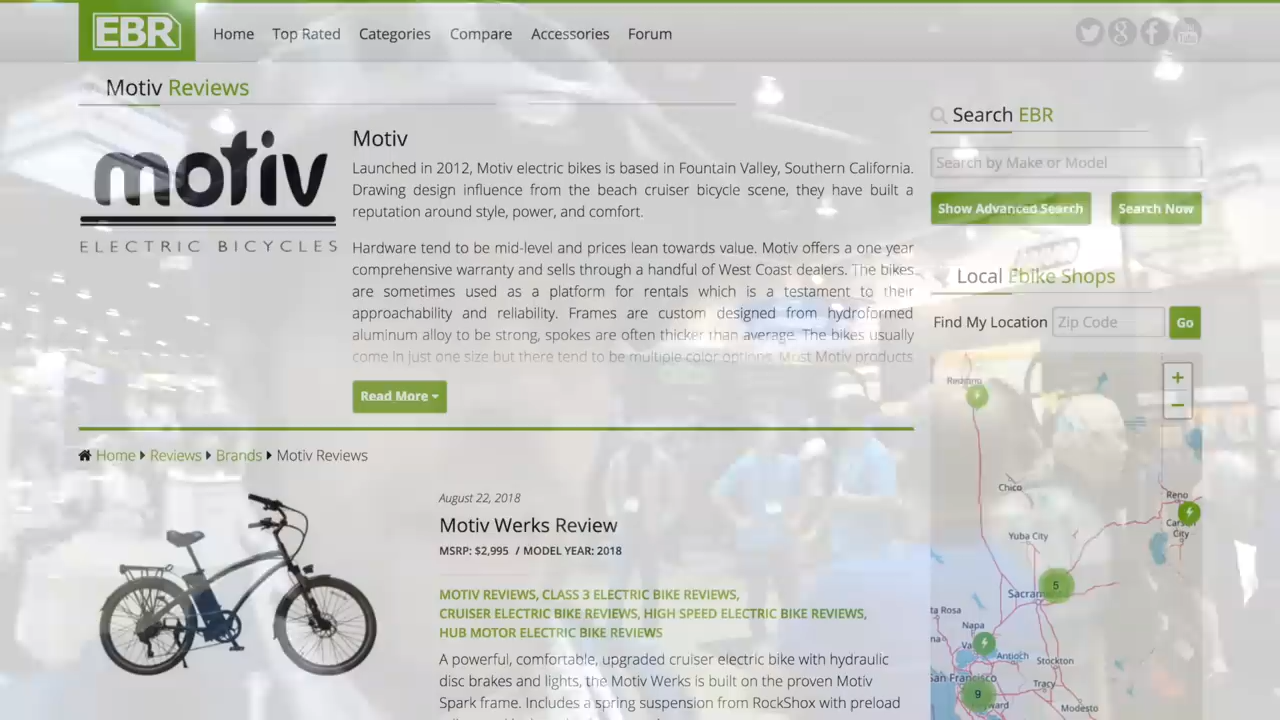 EBR
Home Top Rated Categories Compare Accessories Forum
Motiv Reviews
motiv
ELECTRIC BICYCLES
Motiv
Launched in 2012, Motiv electric bikes is based in Fountain Valley, Southern California.
Drawing design influence from the beach cruiser bicycle scene, they have built a
reputation around style, power, and comfort.
Hardware tend to be mid-level and prices lean towards value. Motiv offers a one year
comprehensive warranty and sells through a handful of West Coast dealers. The bikes
are sometimes used as a platform for rentals which is a testament to their
approachability and reliability. Frames are custom designed from hydroformed
aluminum alloy to be strong, spokes are often thicker than average. The bikes usually
come in just one size but there tend to be multiple color options. Most Motiv products
Read More
Home Reviews Brands Motiv Reviews
August 22, 2018
Motiv Werks Review
MSRP: $2,995 / MODEL YEAR: 2018
MOTIV REVIEWS, CLASS 3 ELECTRIC BIKE REVIEWS,
CRUISER ELECTRIC BIKE REVIEWS, HIGH SPEED ELECTRIC BIKE REVIEWS,
HUB MOTOR ELECTRIC BIKE REVIEWS
A powerful, comfortable, upgraded cruiser electric bike with hydraulic
disc brakes and lights, the Motiv Werks is built on the proven Motiv
Spark frame. Includes a spring suspension from RockShox with preload
Search EBR
Search by Make or Model
Show Advanced Search Search Now
Local Ebike Shops
Find My Location Zip Code Go
+
−
Redding
Chico
Reno
Carson
City
Yuba City
5
Sacramento
ta Rosa
Napa
Antioch
Stockton
San Francisco
Tracy
9
Hayward
Modesto